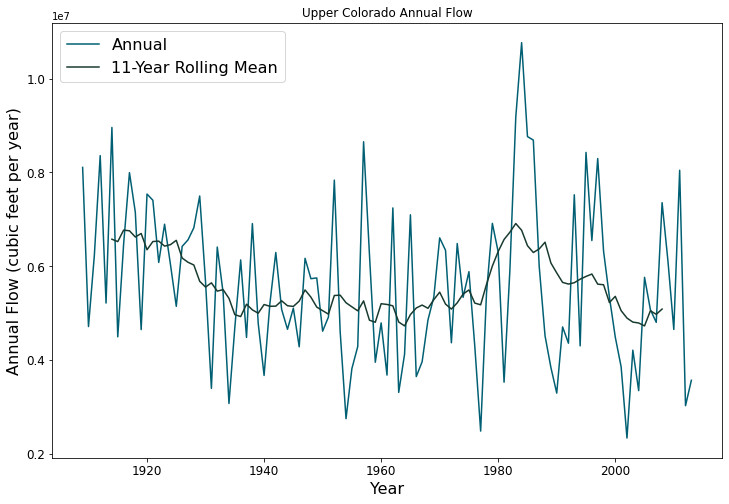 Upper Colorado Annual Flow
1e7
Annual
11-Year Rolling Mean
1.0
0.8
0.6
0.4
0.2
Annual Flow (cubic feet per year)
1920 1940 1960 1980 2000
Year